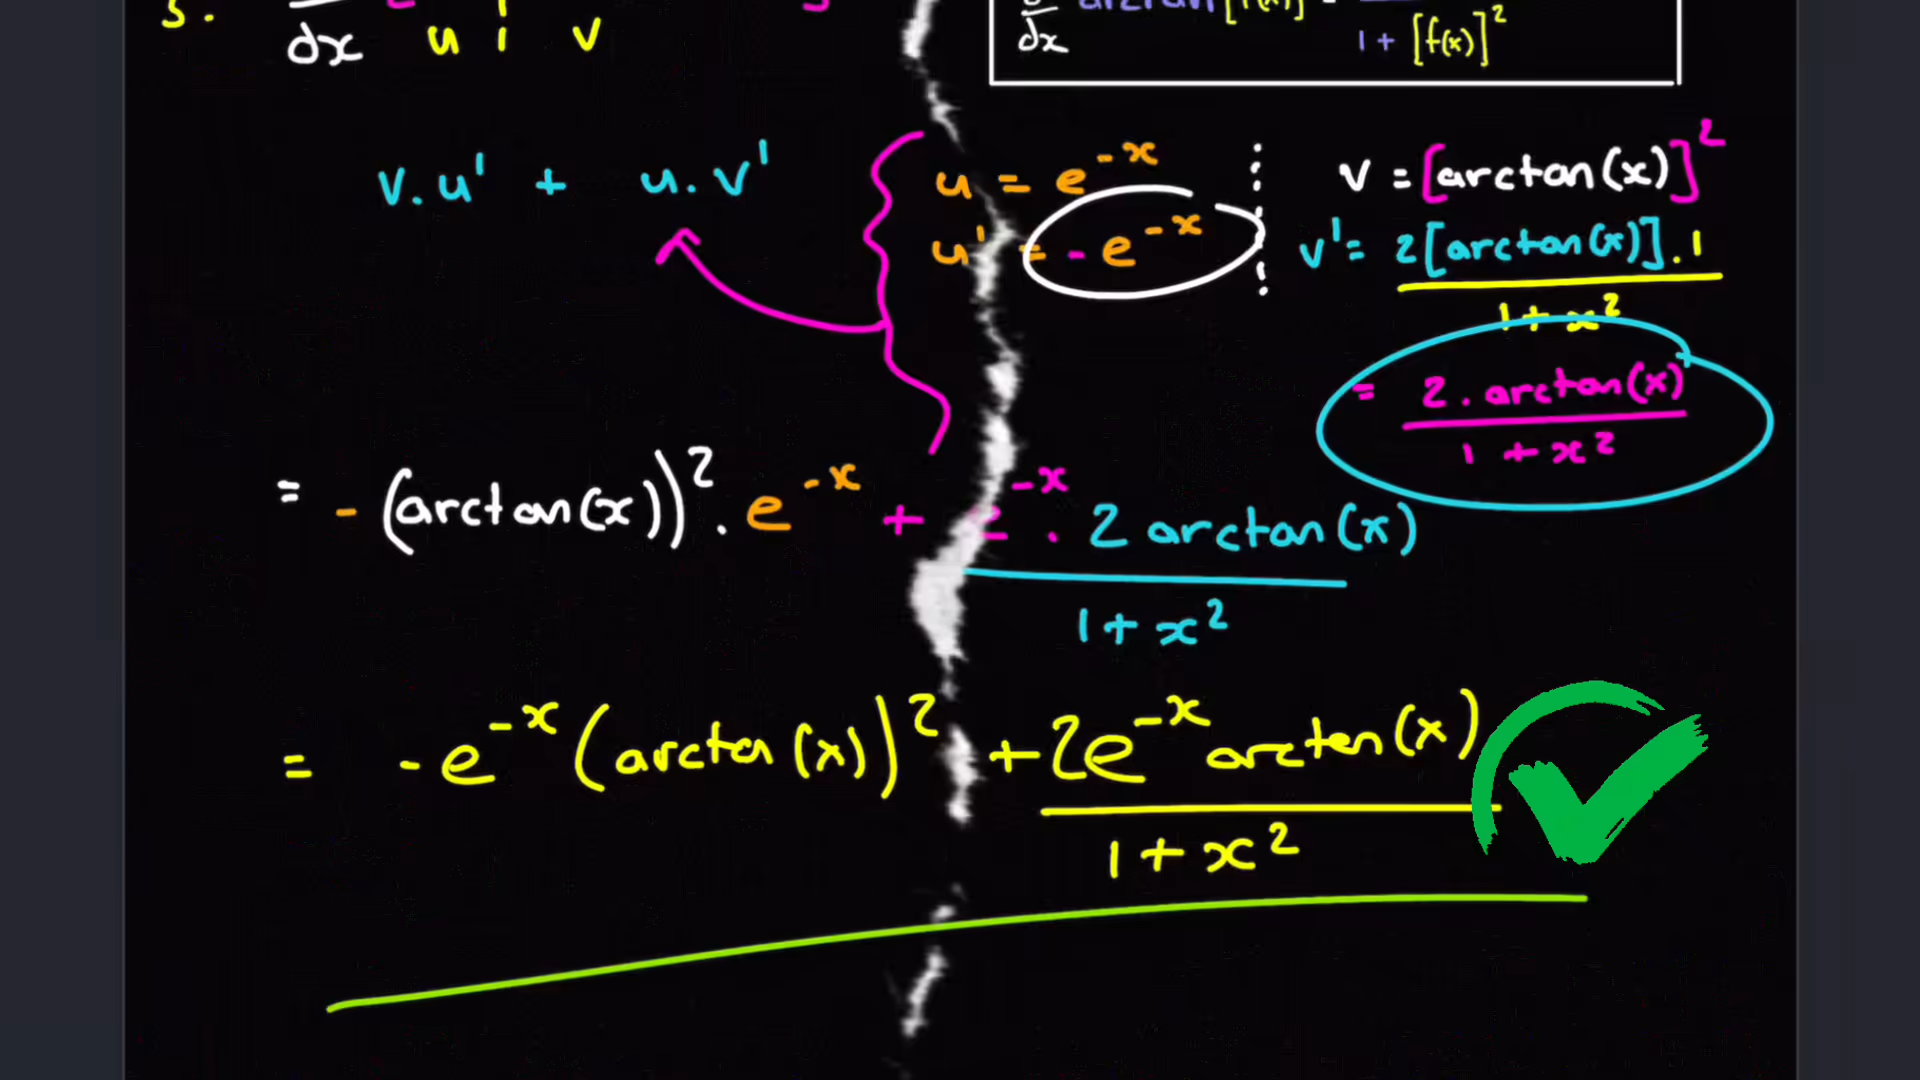 dx u v
dx 1 + [f(x)]²
v.u' + u.v'
u = e^-x
u' = - e^-x
v = [arctan(x)]²
v' = 2[arctan(x)].1
1 + x²
= 2. arctan(x)
1 + x²
= - (arctan(x))². e^-x + ^-x . 2 arctan(x)
1 + x²
= -e^-x (arctan(x))² + 2e^-x arctan(x)
1 + x²